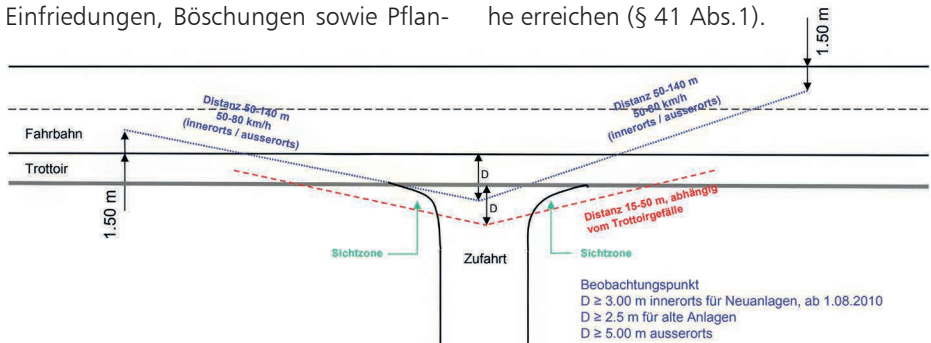 Einfriedungen, Böschungen sowie Pflan-
he erreichen (§ 41 Abs.1).
1.50 m
Distanz 50-140 m
50-80 km/h
(innerorts / ausserorts)
Distanz 50-140 m
50-80 km/h
(innerorts / ausserorts)
Fahrbahn
Trottoir
D
D
1.50 m
Distanz 15-50 m, abhängig
vom Trottoirgefälle
Sichtzone
Zufahrt
Sichtzone
Beobachtungspunkt
D ≥ 3.00 m innerorts für Neuanlagen, ab 1.08.2010
D ≥ 2.5 m für alte Anlagen
D ≥ 5.00 m ausserorts